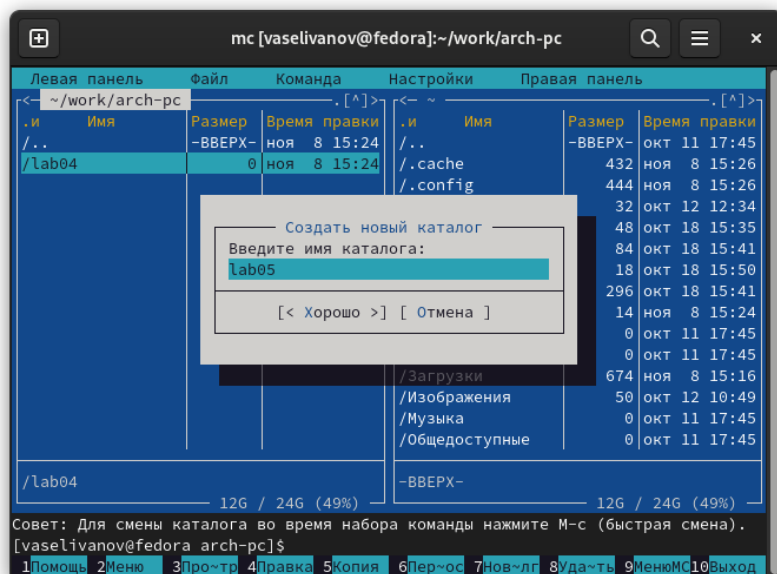 mc [vaselivanov@fedora]:~/work/arch-pc
Левая панель Файл Команда Настройки Правая панель
<— ~/work/arch-pc .[^]> <— ~ .[^]>
.и Имя Размер Время правки .и Имя Размер Время правки
/.. -ВВЕРХ- ноя 8 15:24 /.. -ВВЕРХ- окт 11 17:45
/lab04 0 ноя 8 15:24 /.cache 432 ноя 8 15:26
/.config 444 ноя 8 15:26
32 окт 12 12:34
Создать новый каталог 48 окт 18 15:35
Введите имя каталога: 84 окт 18 15:41
lab05 18 окт 18 15:50
296 окт 18 15:41
[< Хорошо >] [ Отмена ] 14 ноя 8 15:24
0 окт 11 17:45
0 окт 11 17:45
/Загрузки 674 ноя 8 15:16
/Изображения 50 окт 12 10:49
/Музыка 0 окт 11 17:45
/Общедоступные 0 окт 11 17:45
/lab04 -ВВЕРХ-
12G / 24G (49%) 12G / 24G (49%)
Совет: Для смены каталога во время набора команды нажмите M-c (быстрая смена).
[vaselivanov@fedora arch-pc]$
1Помощь 2Меню 3Про~тр 4Правка 5Копия 6Пер~ос 7Нов~лг 8Уда~ть 9МенюMC 10Выход